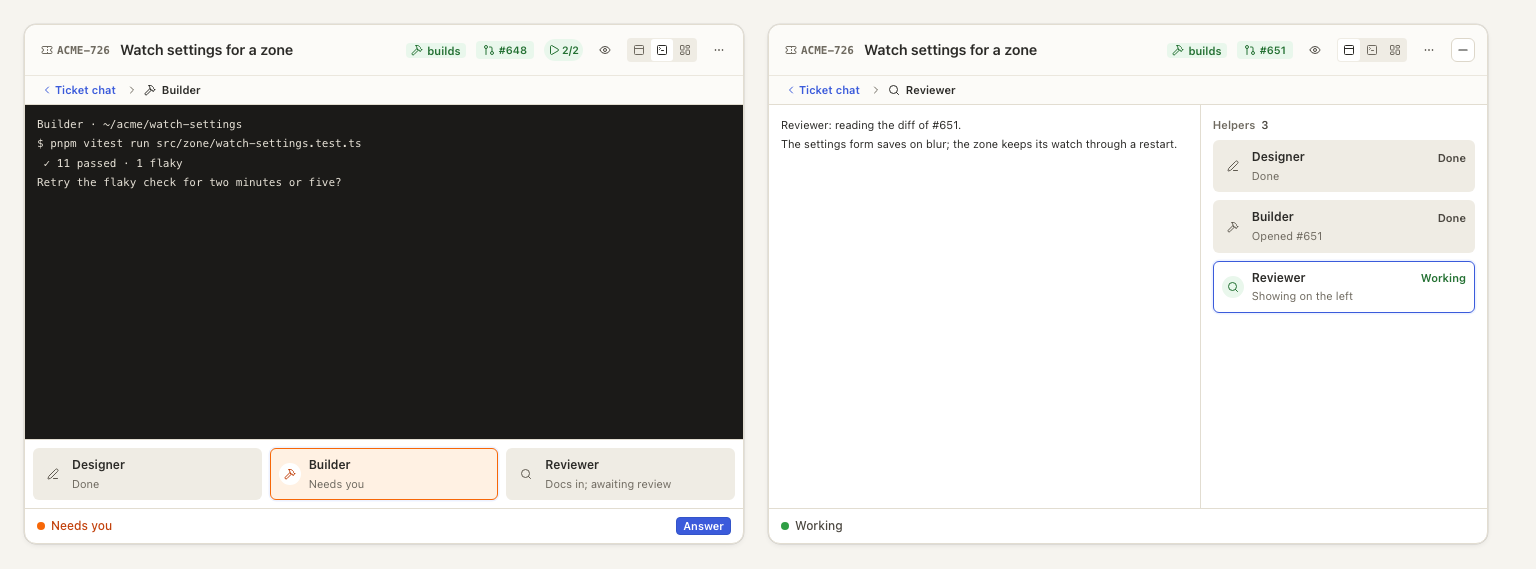 ACME-726 Watch settings for a zone builds #648 2/2
Ticket chat Builder
Builder · ~/acme/watch-settings
$ pnpm vitest run src/zone/watch-settings.test.ts
✓ 11 passed · 1 flaky
Retry the flaky check for two minutes or five?
Designer
Done
Builder
Needs you
Reviewer
Docs in; awaiting review
Needs you Answer
ACME-726 Watch settings for a zone builds #651
Ticket chat Reviewer
Reviewer: reading the diff of #651.
The settings form saves on blur; the zone keeps its watch through a restart.
Helpers 3
Designer Done
Done
Builder Done
Opened #651
Reviewer Working
Showing on the left
Working